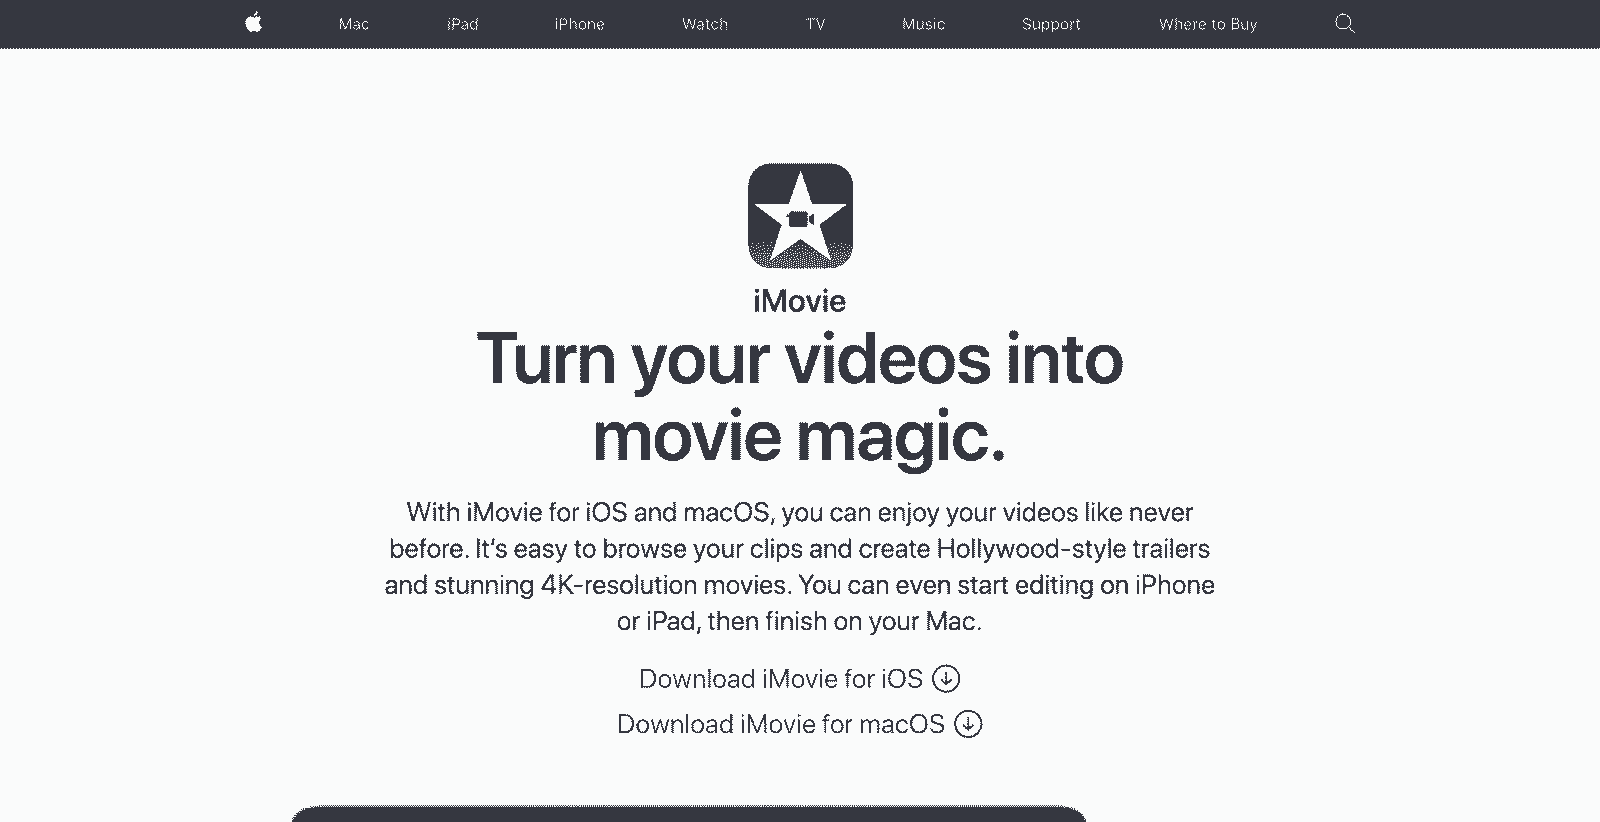 Mac iPad iPhone Watch TV Music Support Where to Buy
iMovie
Turn your videos into
movie magic.
With iMovie for iOS and macOS, you can enjoy your videos like never
before. It's easy to browse your clips and create Hollywood-style trailers
and stunning 4K-resolution movies. You can even start editing on iPhone
or iPad, then finish on your Mac.
Download iMovie for iOS
Download iMovie for macOS